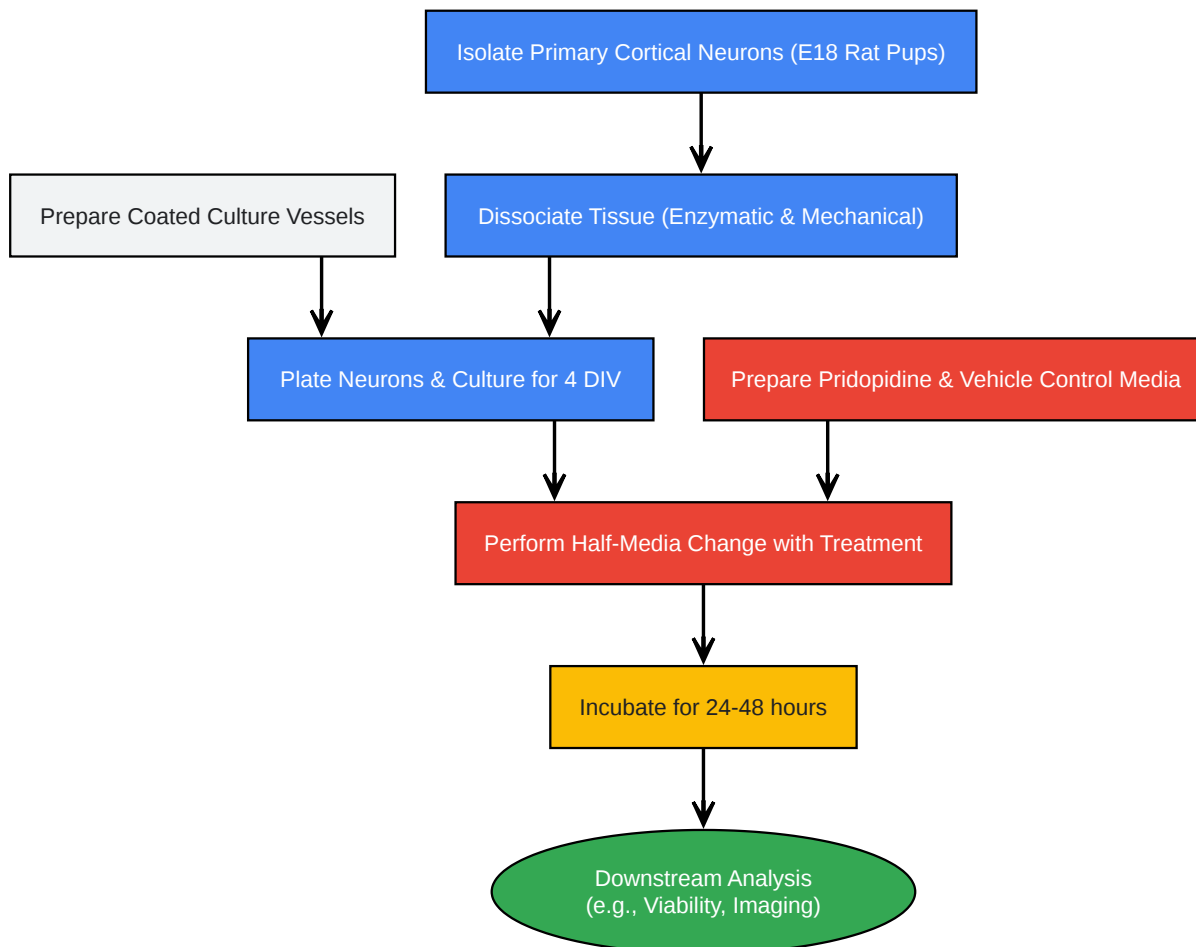 Isolate Primary Cortical Neurons (E18 Rat Pups)
Prepare Coated Culture Vessels
Dissociate Tissue (Enzymatic & Mechanical)
Plate Neurons & Culture for 4 DIV
Prepare Pridopidine & Vehicle Control Media
Perform Half-Media Change with Treatment
Incubate for 24-48 hours
Downstream Analysis
(e.g., Viability, Imaging)